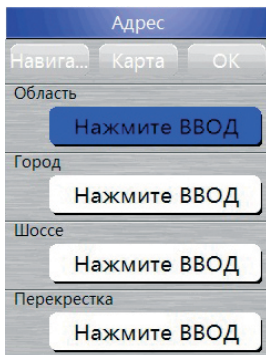 Адрес
Навига... Карта ОК
Область
Нажмите ВВОД
Город
Нажмите ВВОД
Шоссе
Нажмите ВВОД
Перекрестка
Нажмите ВВОД